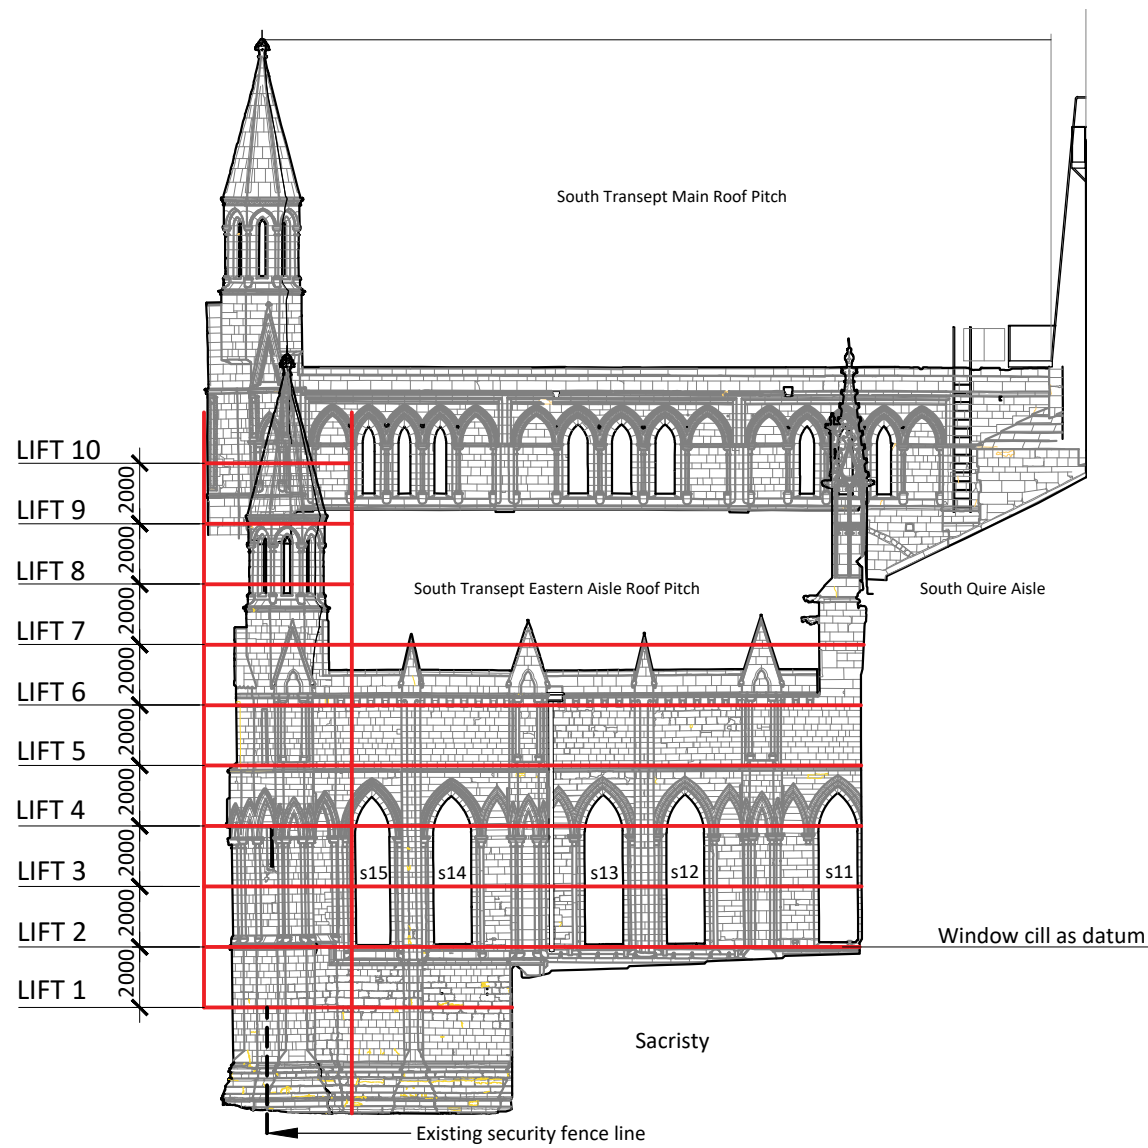 South Transept Main Roof Pitch
LIFT 10
2000
LIFT 9
2000
LIFT 8
South Transept Eastern Aisle Roof Pitch
South Quire Aisle
2000
LIFT 7
2000
LIFT 6
2000
LIFT 5
2000
LIFT 4
2000
LIFT 3
s15 s14 s13 s12 s11
2000
LIFT 2
Window cill as datum
2000
LIFT 1
Sacristy
Existing security fence line